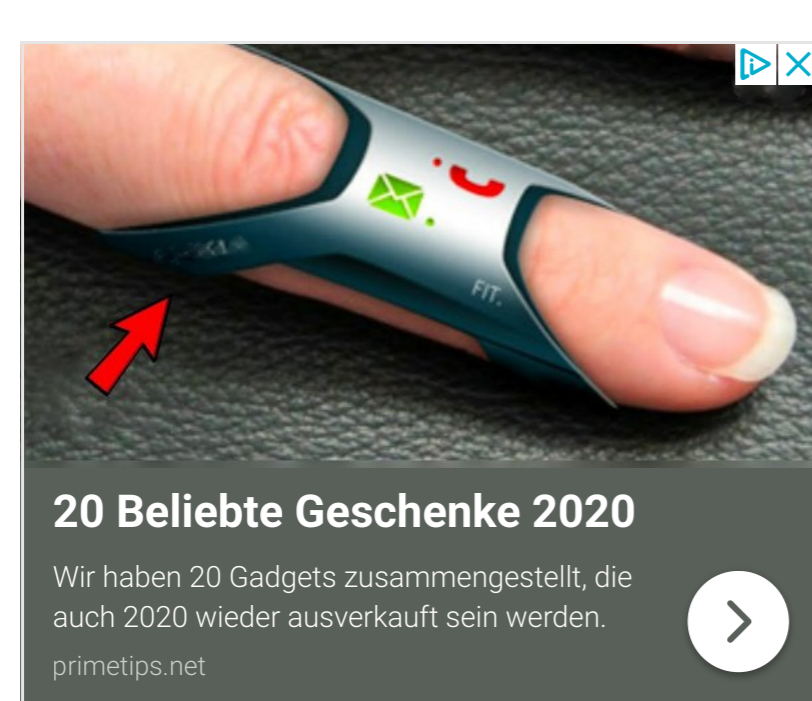 FIT.
20 Beliebte Geschenke 2020
Wir haben 20 Gadgets zusammengestellt, die
auch 2020 wieder ausverkauft sein werden.
primetips.net